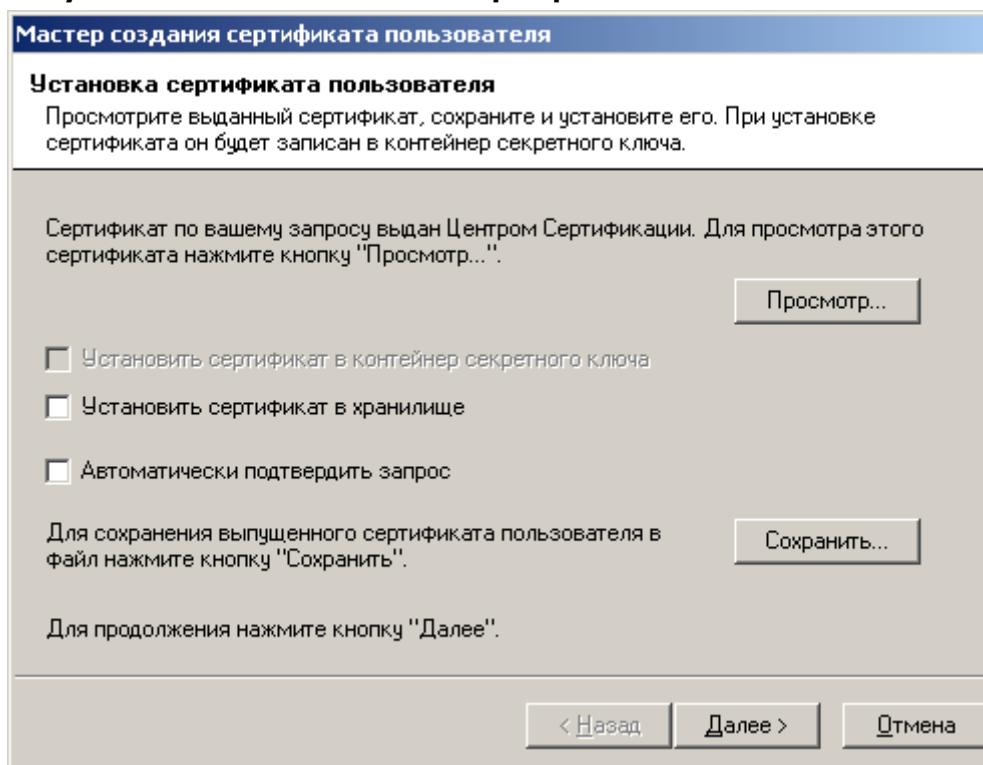 Мастер создания сертификата пользователя
Установка сертификата пользователя
Просмотрите выданный сертификат, сохраните и установите его. При установке
сертификата он будет записан в контейнер секретного ключа.
Сертификат по вашему запросу выдан Центром Сертификации. Для просмотра этого
сертификата нажмите кнопку "Просмотр...".
Просмотр...
Установить сертификат в контейнер секретного ключа
Установить сертификат в хранилище
Автоматически подтвердить запрос
Для сохранения выпущенного сертификата пользователя в
файл нажмите кнопку "Сохранить".
Сохранить...
Для продолжения нажмите кнопку "Далее".
< Назад
Далее >
Отмена